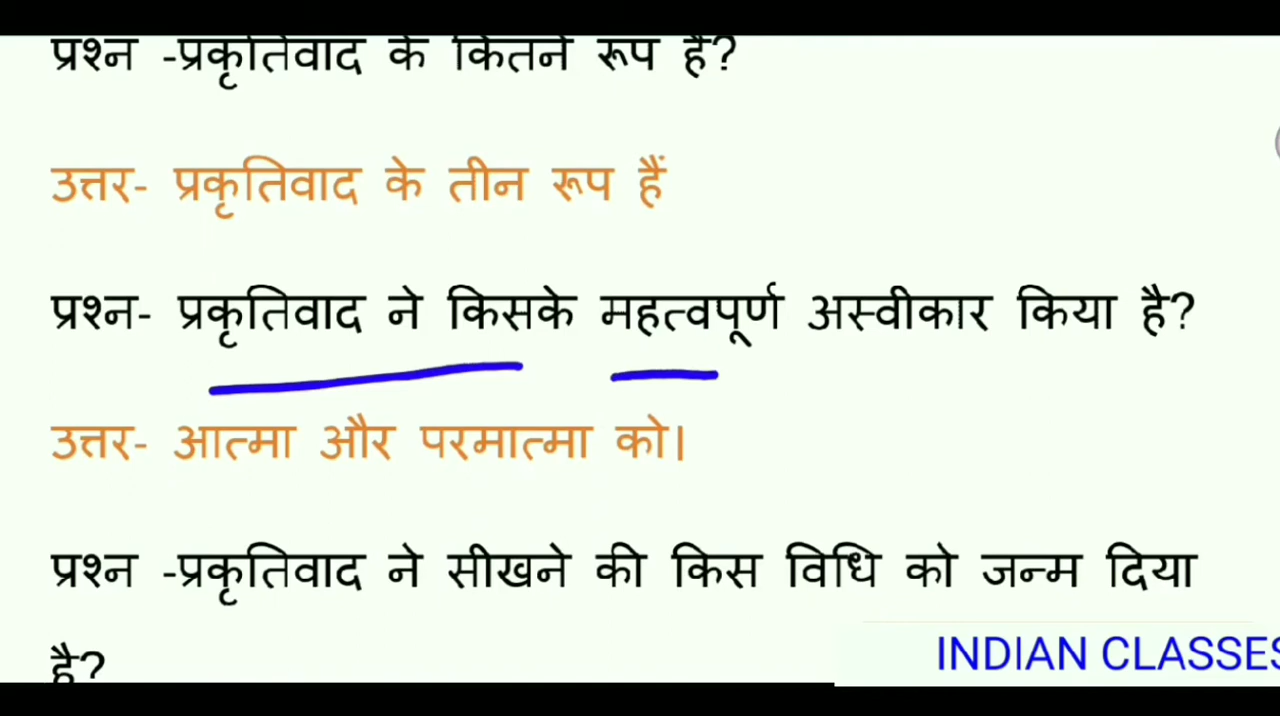 प्रश्न -प्रकृतिवाद के कितने रूप हैं?
उत्तर- प्रकृतिवाद के तीन रूप हैं
प्रश्न- प्रकृतिवाद ने किसके महत्वपूर्ण अस्वीकार किया है?
उत्तर- आत्मा और परमात्मा को।
प्रश्न -प्रकृतिवाद ने सीखने की किस विधि को जन्म दिया
है?
INDIAN CLASSES